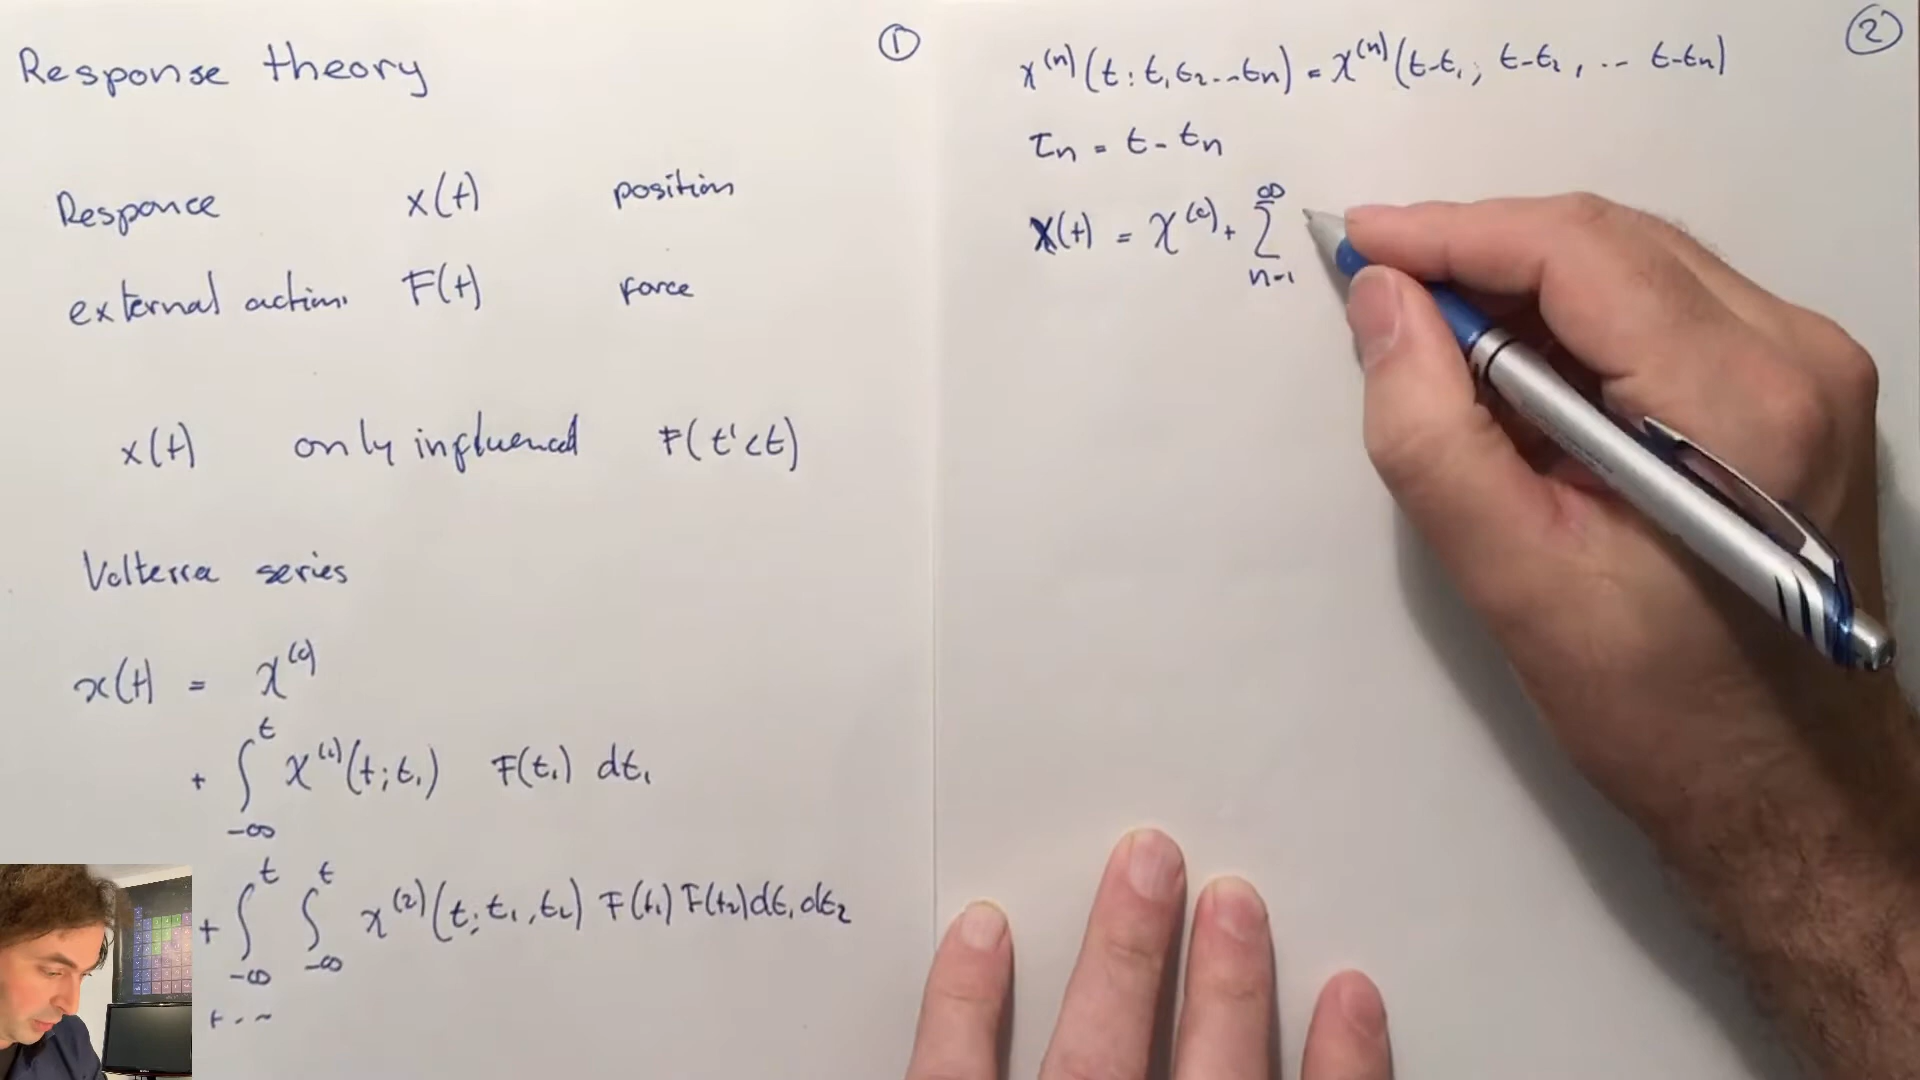 ①
Response theory
Responce x(t) position
external action. F(t) force
x(t) only influenced F(t'<t)
Volterra series
x(t) = χ^(0)
+ ∫_{-∞}^{t} χ^(1)(t; t₁) F(t₁) dt₁
+ ∫_{-∞}^{t} ∫_{-∞}^{t} χ^(2)(t; t₁, t₂) F(t₁) F(t₂) dt₁ dt₂
+ ...
②
χ^(n)(t; t₁ t₂ ... tₙ) = χ^(n)(t-t₁, t-t₂, ... t-tₙ)
τₙ = t - tₙ
x(t) = χ^(0) + Σ_{n=1}^{∞}